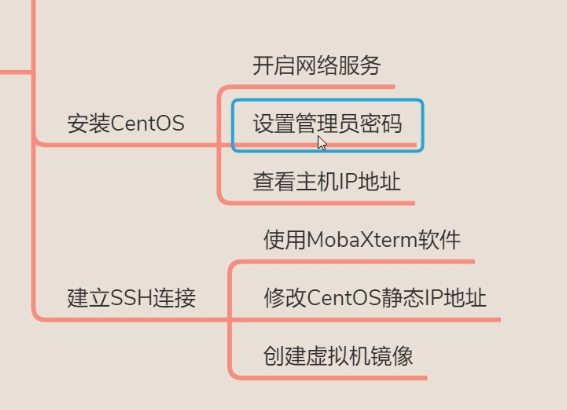 开启网络服务
安装CentOS
设置管理员密码
查看主机IP地址
使用MobaXterm软件
建立SSH连接
修改CentOS静态IP地址
创建虚拟机镜像